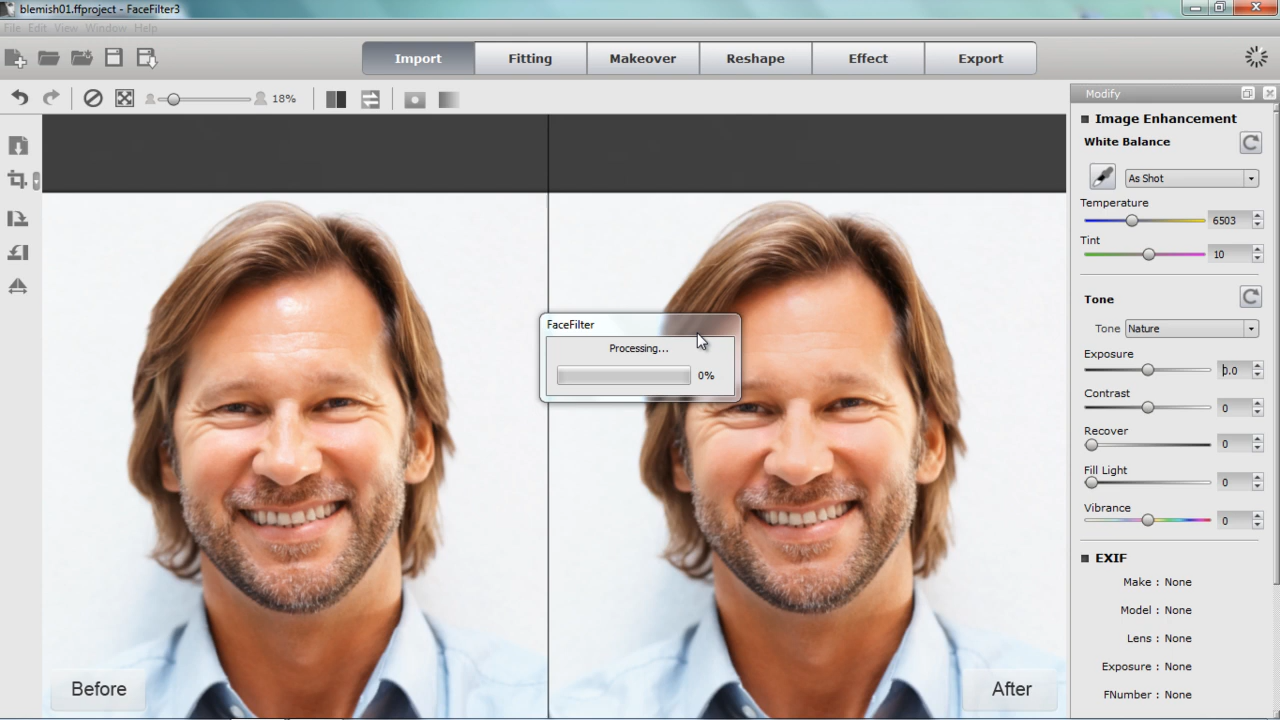 blemish01.ffproject - FaceFilter3
File Edit View Window Help
Import
Fitting
Makeover
Reshape
Effect
Export
18%
Modify
Image Enhancement
White Balance
As Shot
Temperature
6503
Tint
10
Tone
Tone Nature
Exposure
0.0
Contrast
0
Recover
0
Fill Light
0
Vibrance
0
EXIF
Make : None
Model : None
Lens : None
Exposure : None
FNumber : None
FaceFilter
Processing...
0%
Before
After